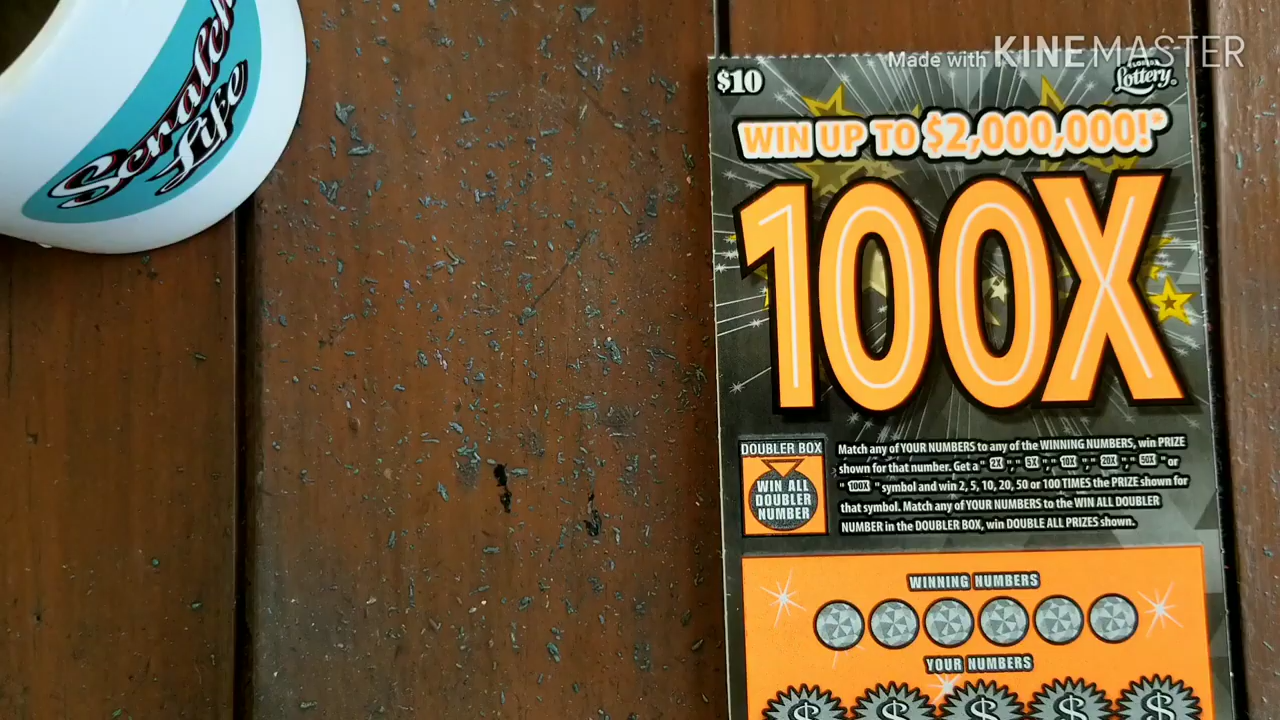 Scratch
Life
Made with KINEMASTER
$10
FLORIDA
Lottery
WIN UP TO $2,000,000!*
100X
DOUBLER BOX
WIN ALL
DOUBLER
NUMBER
Match any of YOUR NUMBERS to any of the WINNING NUMBERS, win PRIZE
shown for that number. Get a "2X", "5X", "10X", "20X", "50X" or
"100X" symbol and win 2, 5, 10, 20, 50 or 100 TIMES the PRIZE shown for
that symbol. Match any of YOUR NUMBERS to the WIN ALL DOUBLER
NUMBER in the DOUBLER BOX, win DOUBLE ALL PRIZES shown.
WINNING NUMBERS
YOUR NUMBERS
$ $ $ $ $